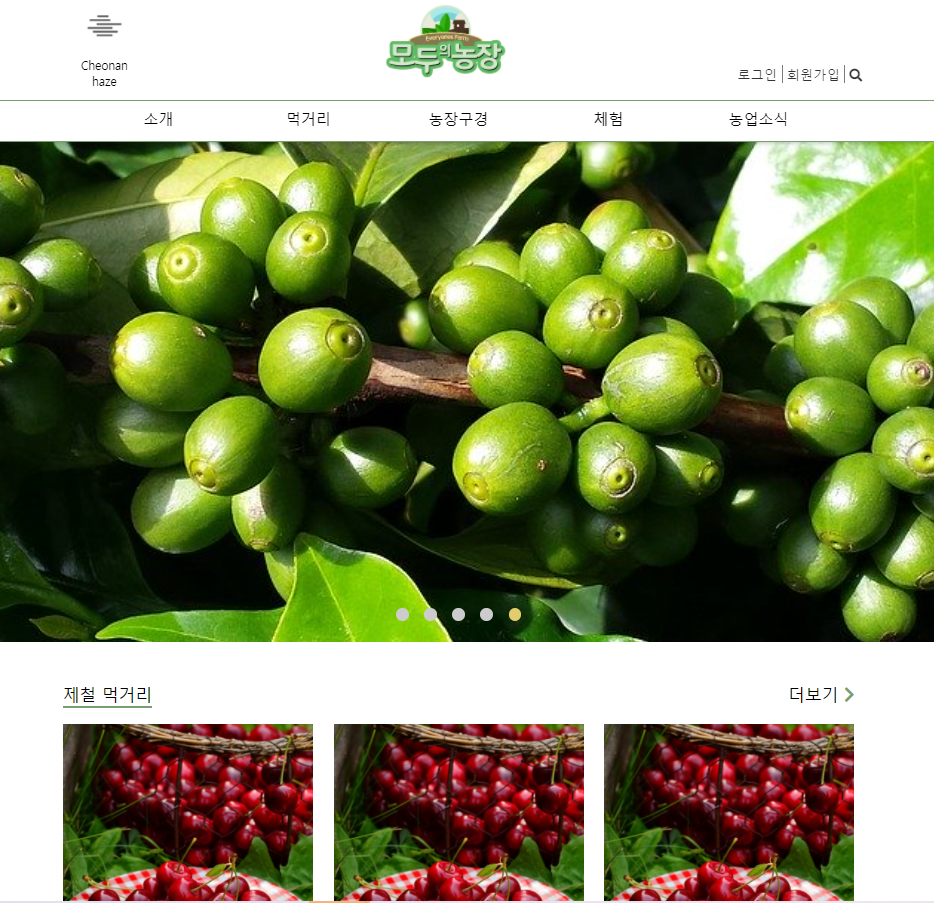 Everyones Farm
모두의농장
Cheonan
haze
로그인 회원가입
소개 먹거리 농장구경 체험 농업소식
제철 먹거리 더보기